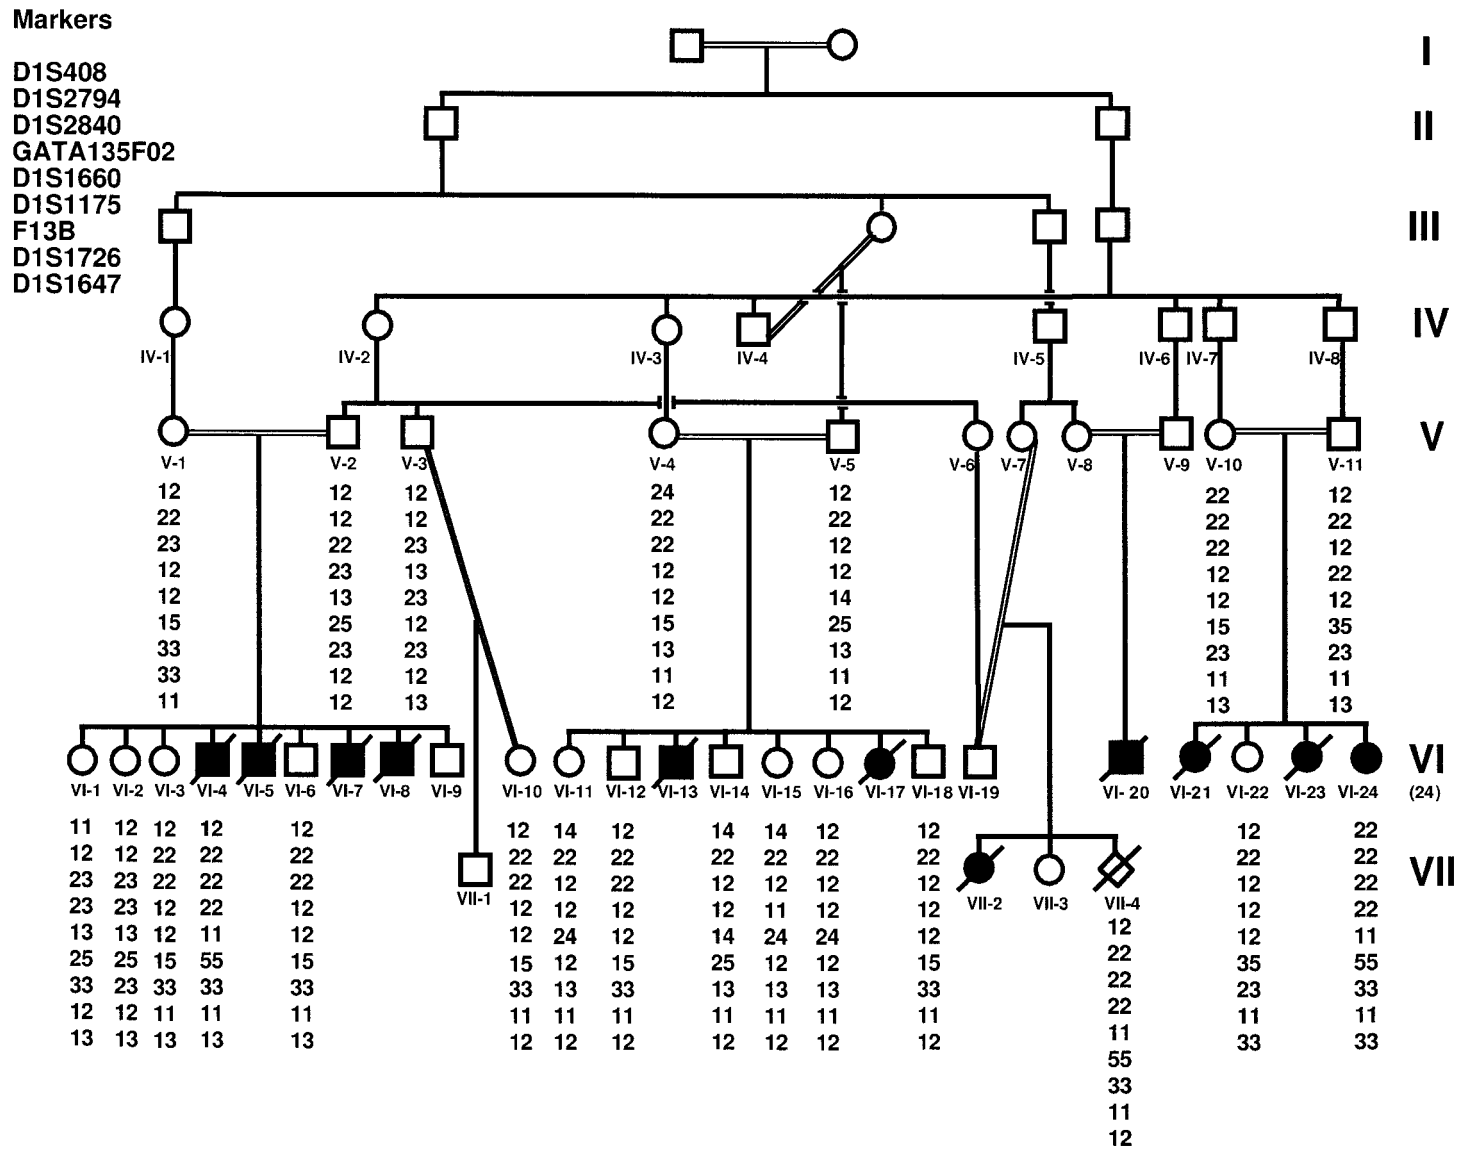 Markers
D1S408
D1S2794
D1S2840
GATA135F02
D1S1660
D1S1175
F13B
D1S1726
D1S1647
I
II
III
IV
IV-1 IV-2 IV-3 IV-4 IV-5 IV-6 IV-7 IV-8
V
V-1 V-2 V-3 V-4 V-5 V-6 V-7 V-8 V-9 V-10 V-11
12 12 12 24 12 22 12
22 12 12 22 22 22 22
23 22 23 22 12 22 12
12 23 13 12 12 12 22
12 13 23 12 14 12 12
15 25 12 15 25 15 35
33 23 23 13 13 23 23
33 12 12 11 11 11 11
11 12 13 12 12 13 13
VI
VI-1 VI-2 VI-3 VI-4 VI-5 VI-6 VI-7 VI-8 VI-9 VI-10 VI-11 VI-12 VI-13 VI-14 VI-15 VI-16 VI-17 VI-18 VI-19 VI- 20 VI-21 VI-22 VI-23 VI-24 (24)
11 12 12 12 12 12 14 12 14 14 12 12 12 22
12 12 22 22 22 22 22 22 22 22 22 22 22 22
23 23 22 22 22 22 12 22 12 12 12 12 12 22
23 23 12 22 12 12 12 12 12 11 12 12 12 22
13 13 12 11 12 12 24 12 14 24 24 12 12 11
25 25 15 55 15 15 12 15 25 12 12 15 35 55
33 23 33 33 33 33 13 33 13 13 13 33 23 33
12 12 11 11 11 11 11 11 11 11 11 11 11 11
13 13 13 13 13 12 12 12 12 12 12 12 33 33
VII
VII-1 VII-2 VII-3 VII-4
12
22
22
22
11
55
33
11
12